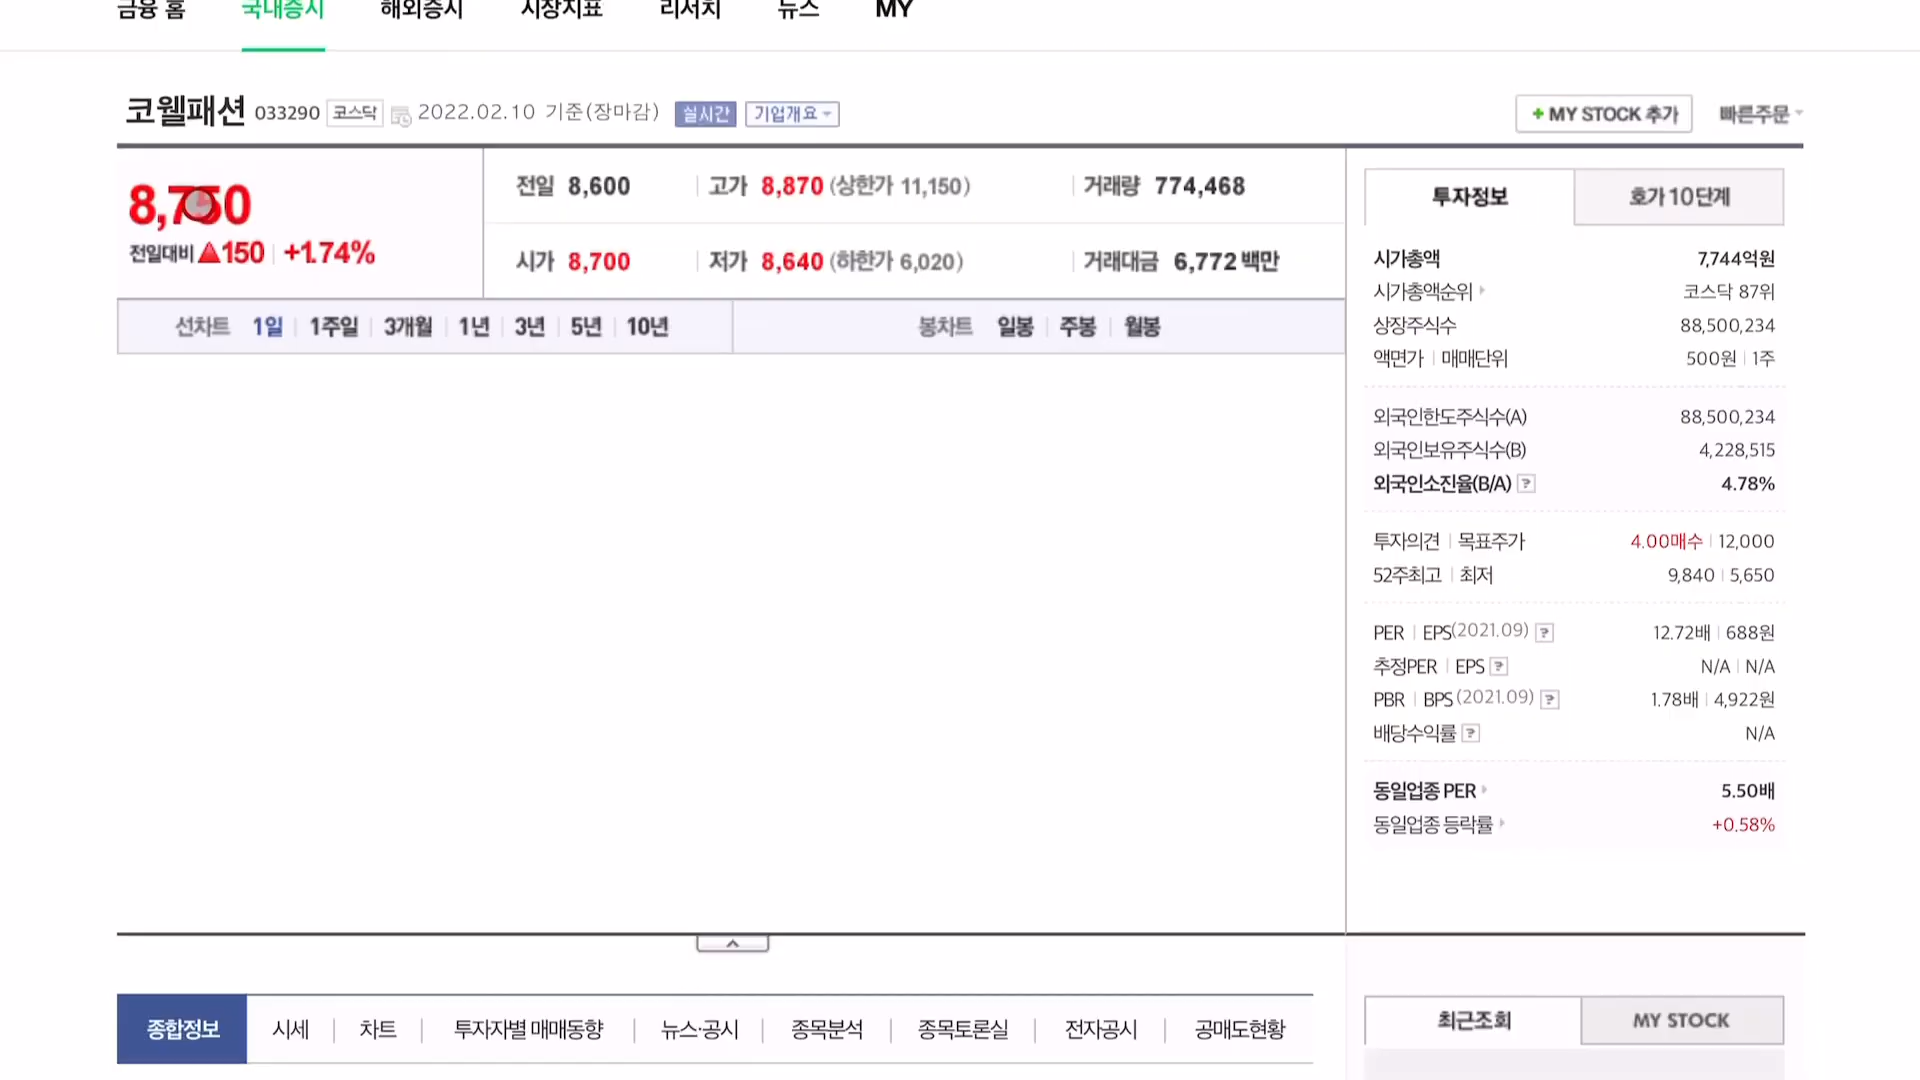 금융 홈 국내증시 해외증시 시장지표 리서치 뉴스 MY
코웰패션 033290 코스닥 2022.02.10 기준(장마감) 실시간 기업개요
+ MY STOCK 추가 빠른주문
8,750
전일대비 ▲150 +1.74%
전일 8,600 고가 8,870 (상한가 11,150) 거래량 774,468
시가 8,700 저가 8,640 (하한가 6,020) 거래대금 6,772 백만
선차트 1일 1주일 3개월 1년 3년 5년 10년 봉차트 일봉 주봉 월봉
투자정보 호가 10단계
시가총액 7,744억원
시가총액순위 코스닥 87위
상장주식수 88,500,234
액면가 | 매매단위 500원 | 1주
외국인한도주식수(A) 88,500,234
외국인보유주식수(B) 4,228,515
외국인소진율(B/A) ? 4.78%
투자의견 | 목표주가 4.00매수 | 12,000
52주최고 | 최저 9,840 | 5,650
PER | EPS(2021.09) ? 12.72배 | 688원
추정PER | EPS ? N/A | N/A
PBR | BPS (2021.09) ? 1.78배 | 4,922원
배당수익률 ? N/A
동일업종 PER 5.50배
동일업종 등락률 +0.58%
종합정보 시세 차트 투자자별 매매동향 뉴스·공시 종목분석 종목토론실 전자공시 공매도현황
최근조회 MY STOCK